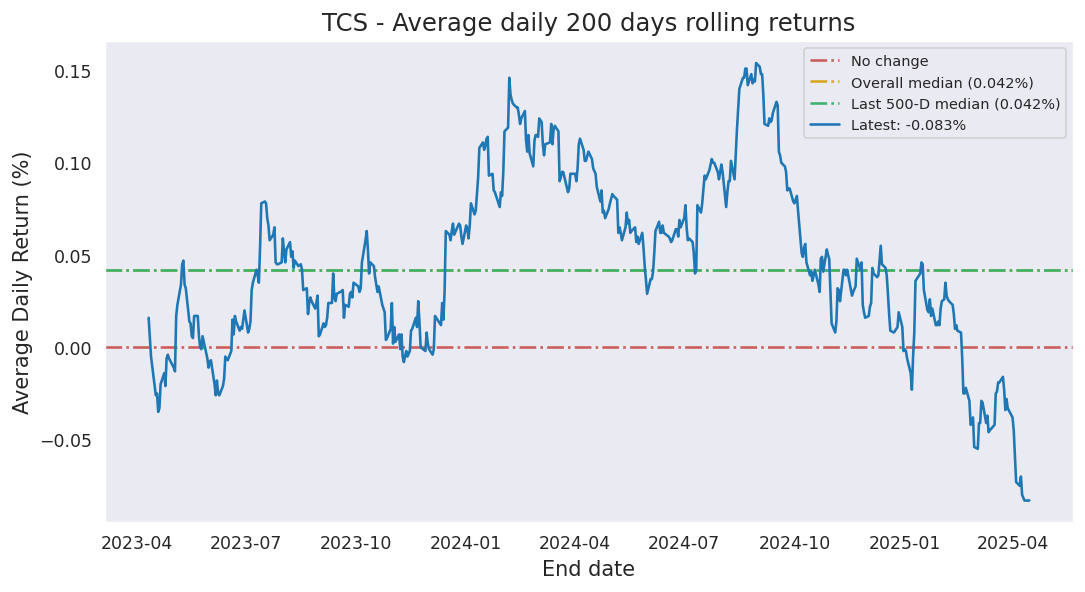 TCS - Average daily 200 days rolling returns
No change
Overall median (0.042%)
Last 500-D median (0.042%)
Latest: -0.083%
Average Daily Return (%)
0.15
0.10
0.05
0.00
−0.05
2023-04 2023-07 2023-10 2024-01 2024-04 2024-07 2024-10 2025-01 2025-04
End date